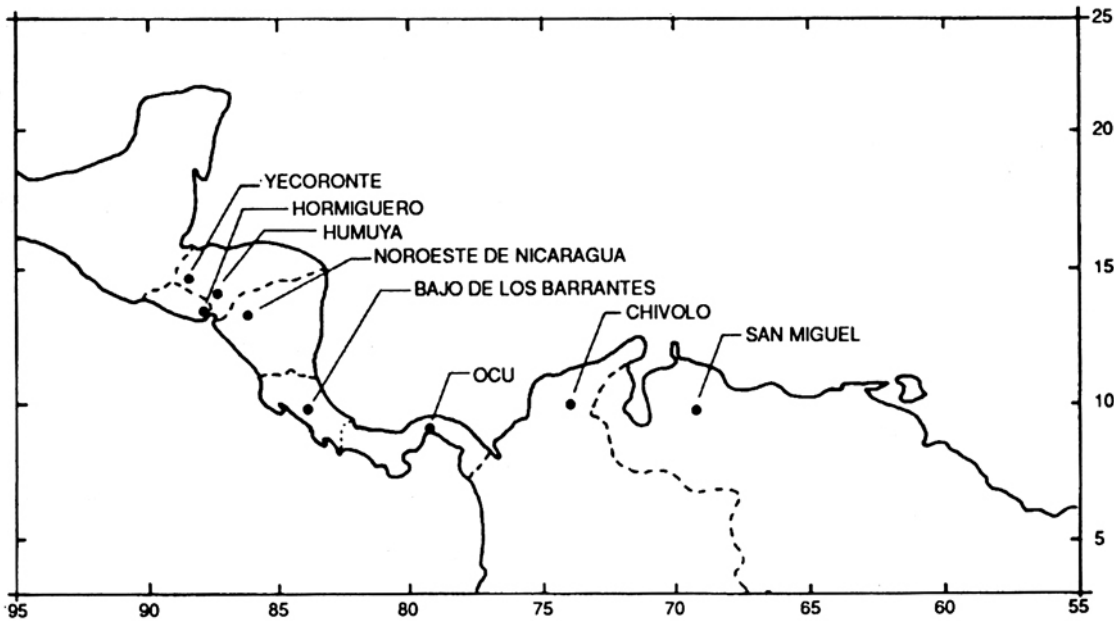 25
20
YECORONTE
HORMIGUERO
HUMUYA
NOROESTE DE NICARAGUA
15
BAJO DE LOS BARRANTES
CHIVOLO
SAN MIGUEL
OCU
10
5
95 90 85 80 75 70 65 60 55